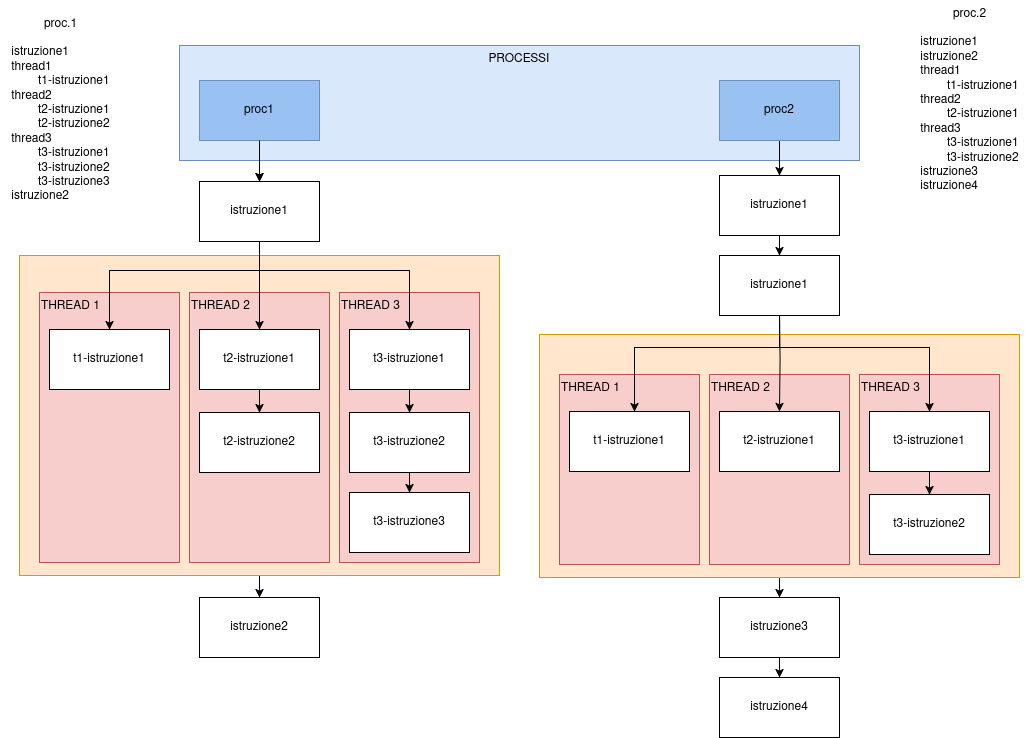 proc.1
istruzione1
thread1
t1-istruzione1
thread2
t2-istruzione1
t2-istruzione2
thread3
t3-istruzione1
t3-istruzione2
t3-istruzione3
istruzione2
proc.2
istruzione1
istruzione2
thread1
t1-istruzione1
thread2
t2-istruzione1
thread3
t3-istruzione1
t3-istruzione2
istruzione3
istruzione4
PROCESSI
proc1
proc2
istruzione1
THREAD 1
t1-istruzione1
THREAD 2
t2-istruzione1
t2-istruzione2
THREAD 3
t3-istruzione1
t3-istruzione2
t3-istruzione3
istruzione2
istruzione1
istruzione1
THREAD 1
t1-istruzione1
THREAD 2
t2-istruzione1
THREAD 3
t3-istruzione1
t3-istruzione2
istruzione3
istruzione4